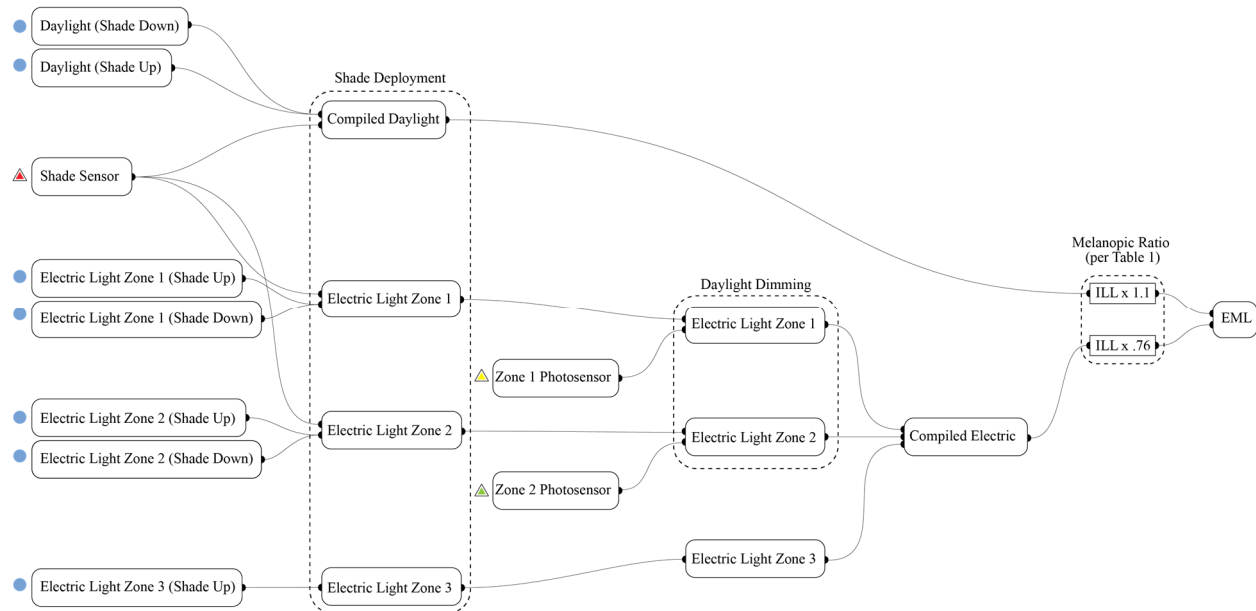 Daylight (Shade Down)
Daylight (Shade Up)
Shade Deployment
Compiled Daylight
Shade Sensor
Melanopic Ratio
(per Table 1)
Electric Light Zone 1 (Shade Up)
Electric Light Zone 1 (Shade Down)
Electric Light Zone 1
Daylight Dimming
Electric Light Zone 1
ILL x 1.1
EML
ILL x .76
Zone 1 Photosensor
Electric Light Zone 2 (Shade Up)
Electric Light Zone 2 (Shade Down)
Electric Light Zone 2
Electric Light Zone 2
Compiled Electric
Zone 2 Photosensor
Electric Light Zone 3
Electric Light Zone 3 (Shade Up)
Electric Light Zone 3